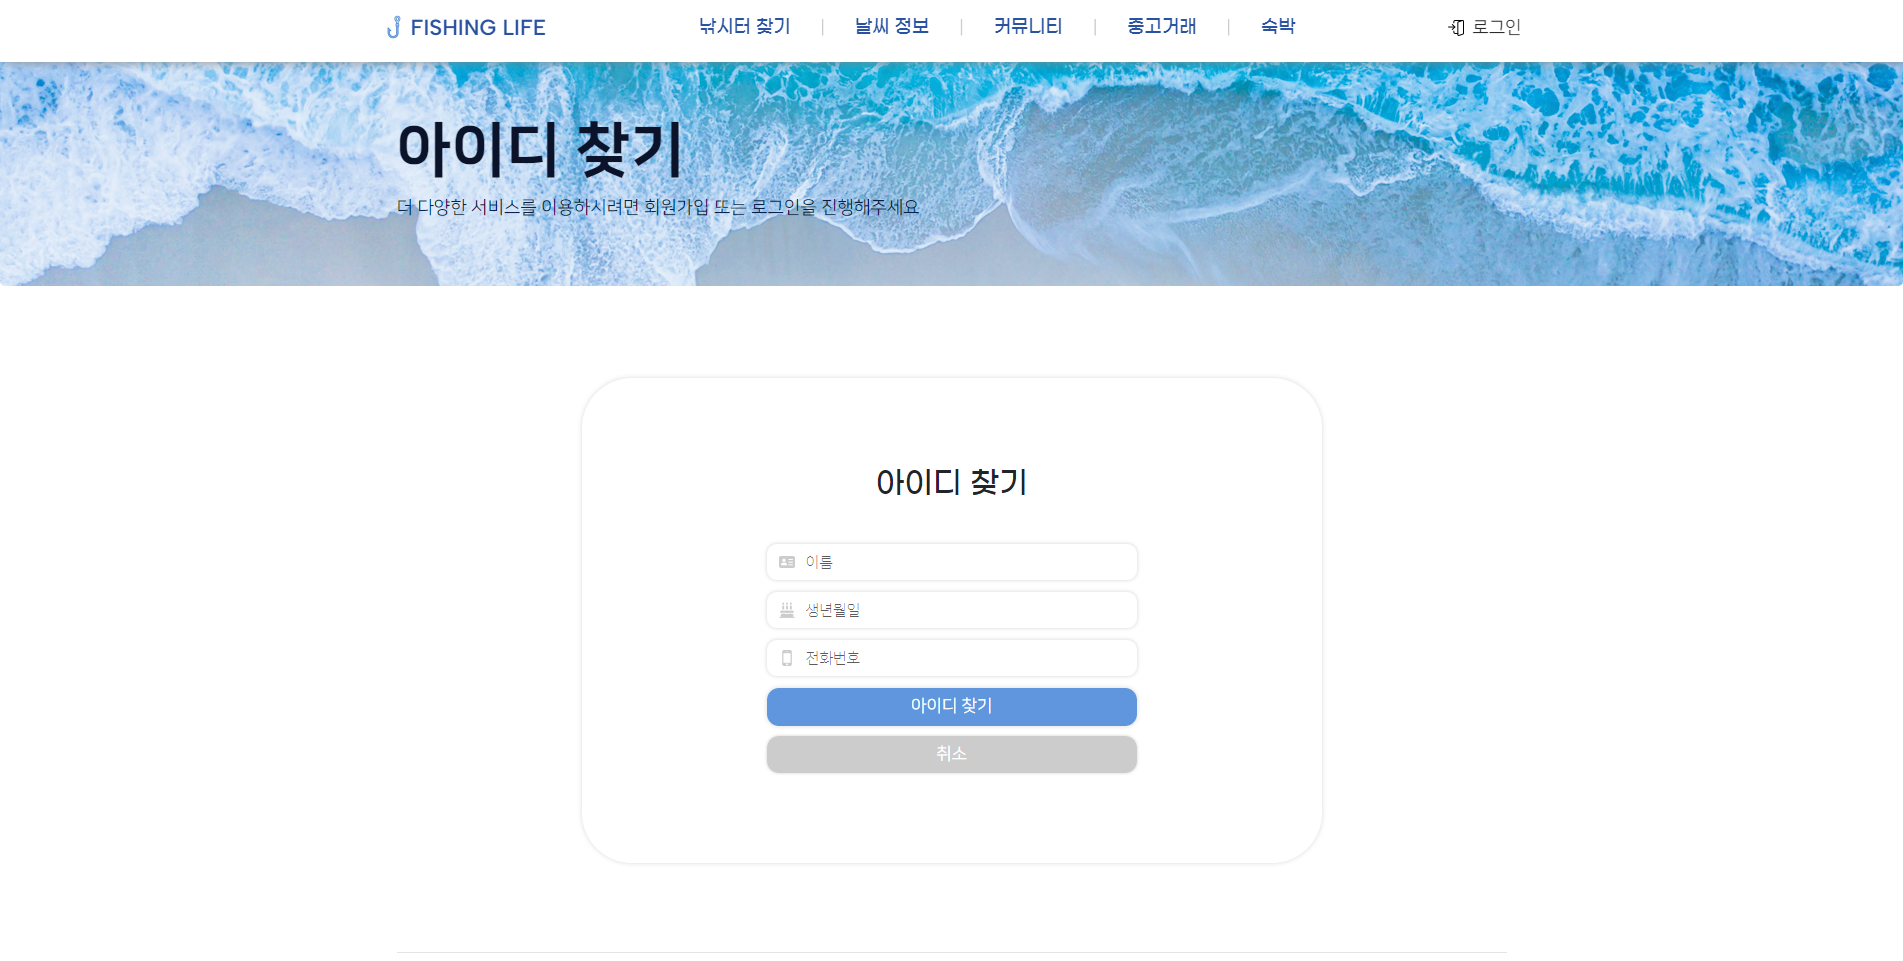 FISHING LIFE
낚시터 찾기 | 날씨 정보 | 커뮤니티 | 중고거래 | 숙박
로그인
아이디 찾기
더 다양한 서비스를 이용하시려면 회원가입 또는 로그인을 진행해주세요
아이디 찾기
이름
생년월일
전화번호
아이디 찾기
취소